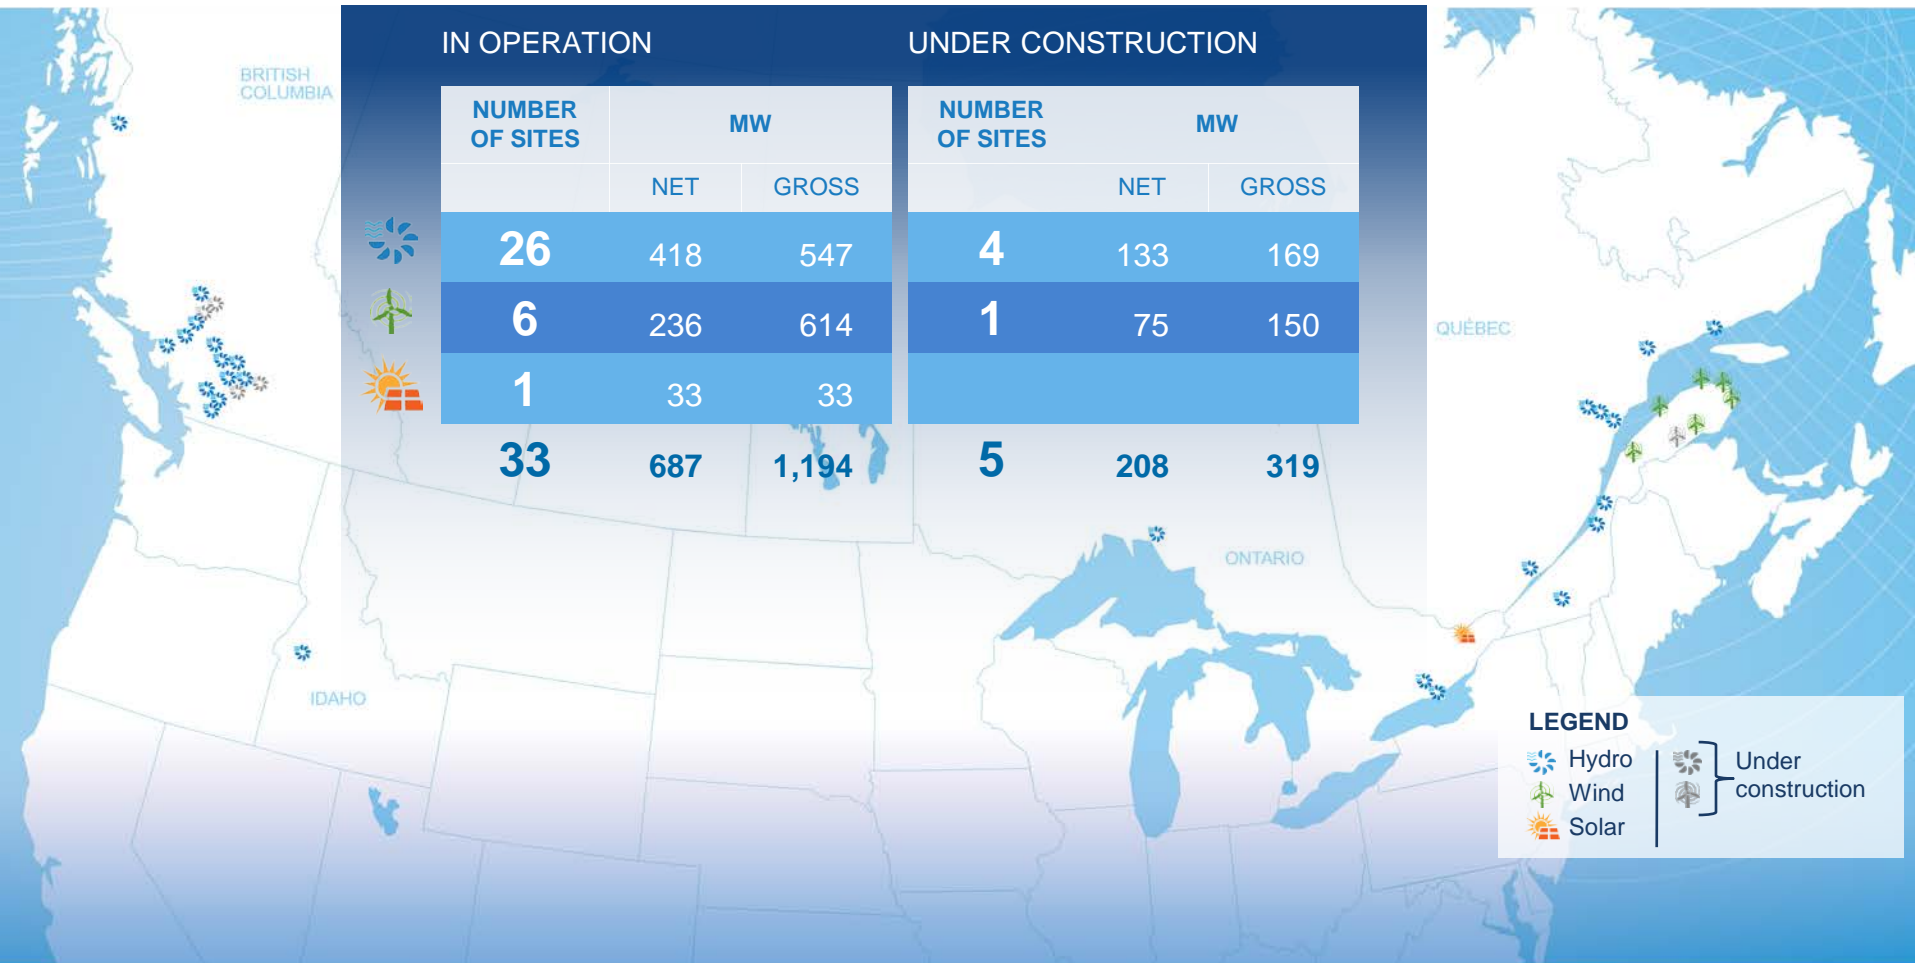 IN OPERATION
UNDER CONSTRUCTION
BRITISH
COLUMBIA
NUMBER
OF SITES
MW
NUMBER
OF SITES
MW
NET GROSS
NET GROSS
26 418 547
4 133 169
6 236 614
1 75 150
1 33 33
33 687 1,194
5 208 319
QUÉBEC
ONTARIO
IDAHO
LEGEND
Hydro
Wind
Solar
Under
construction